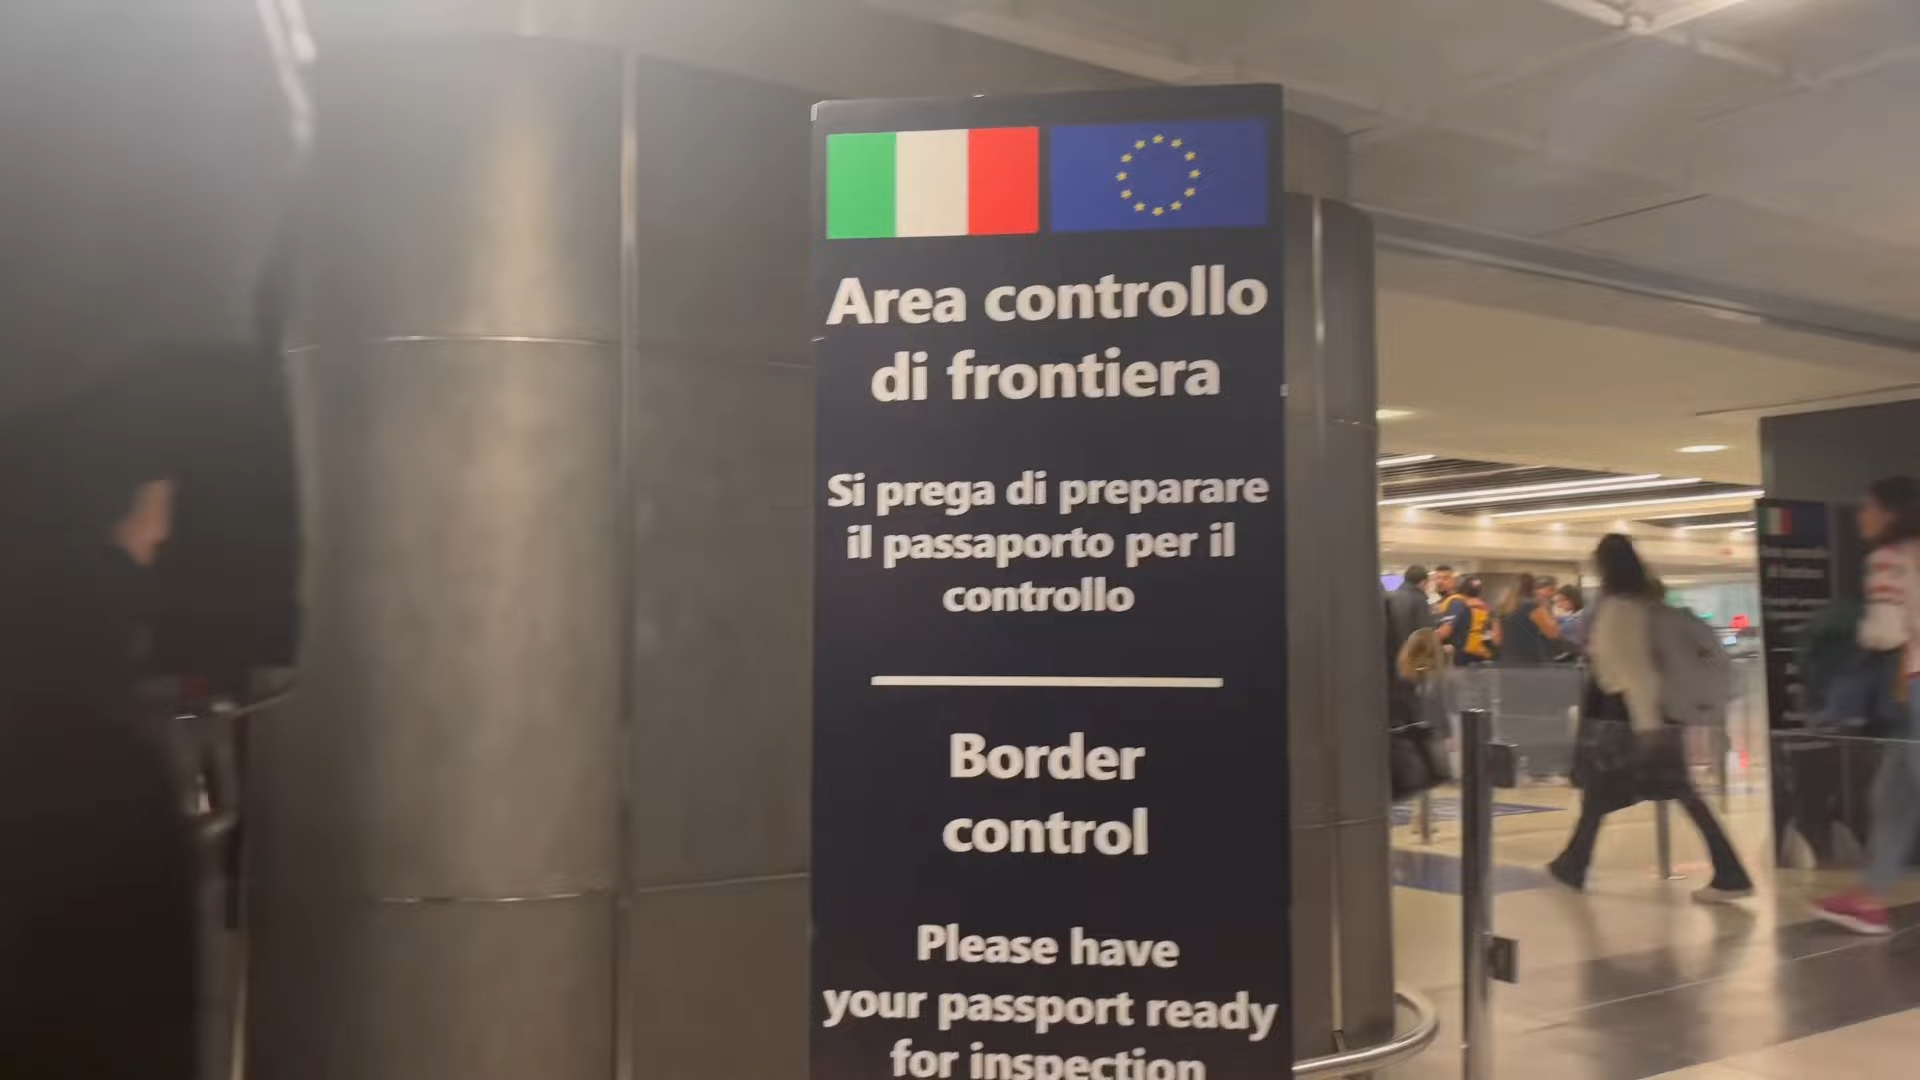 Area controllo
di frontiera
Si prega di preparare
il passaporto per il
controllo
Border
control
Please have
your passport ready
for inspection